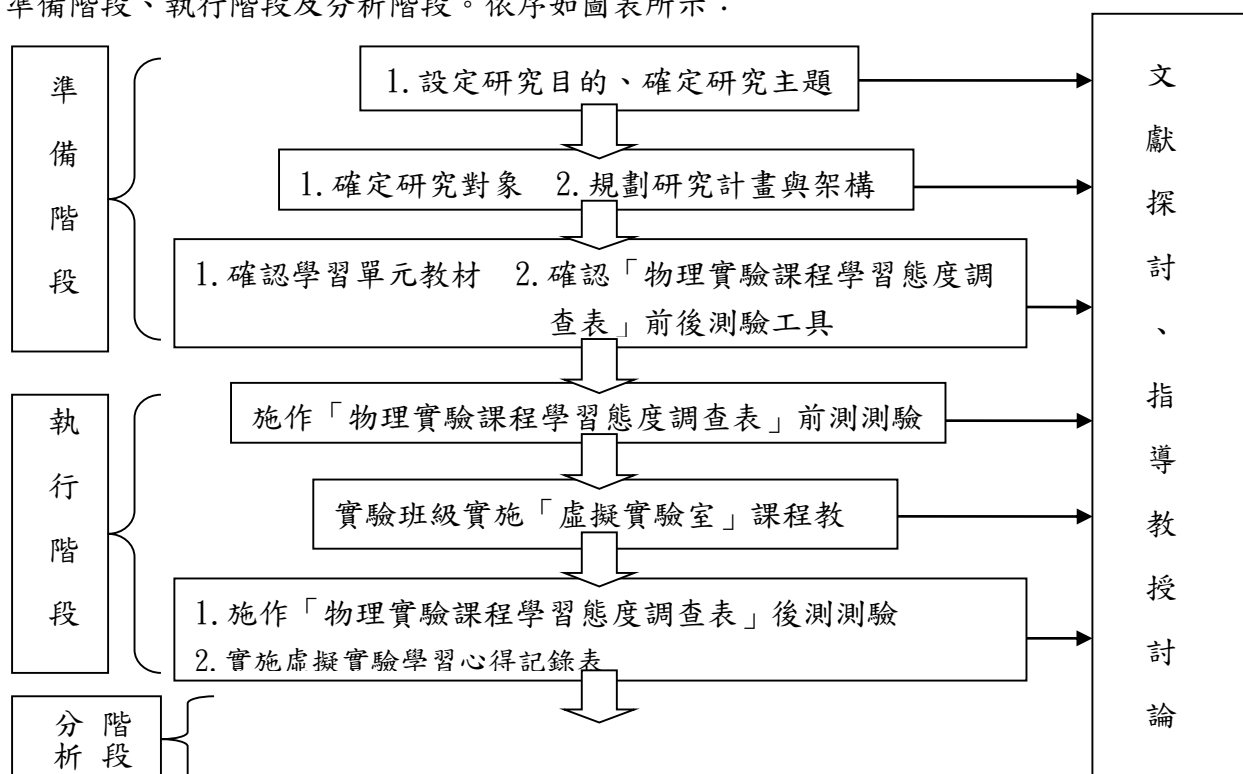 準備階段、執行階段及分析階段。依序如圖表所示：
準備階段
1.設定研究目的、確定研究主題
1.確定研究對象 2.規劃研究計畫與架構
1.確認學習單元教材 2.確認「物理實驗課程學習態度調
查表」前後測驗工具
執行階段
施作「物理實驗課程學習態度調查表」前測測驗
實驗班級實施「虛擬實驗室」課程教
1.施作「物理實驗課程學習態度調查表」後測測驗
2.實施虛擬實驗學習心得記錄表
分析階段
文獻探討、指導教授討論